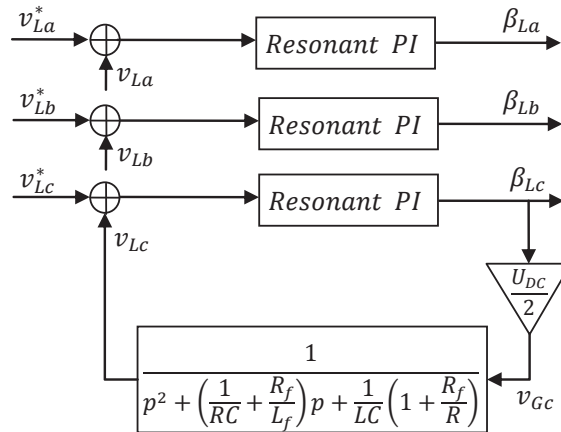 v*La Resonant PI βLa
vLa
v*Lb Resonant PI βLb
vLb
v*Lc Resonant PI βLc
vLc
UDC/2
1/(p² + (1/RC + Rf/Lf)p + 1/LC(1 + Rf/R))
vGc